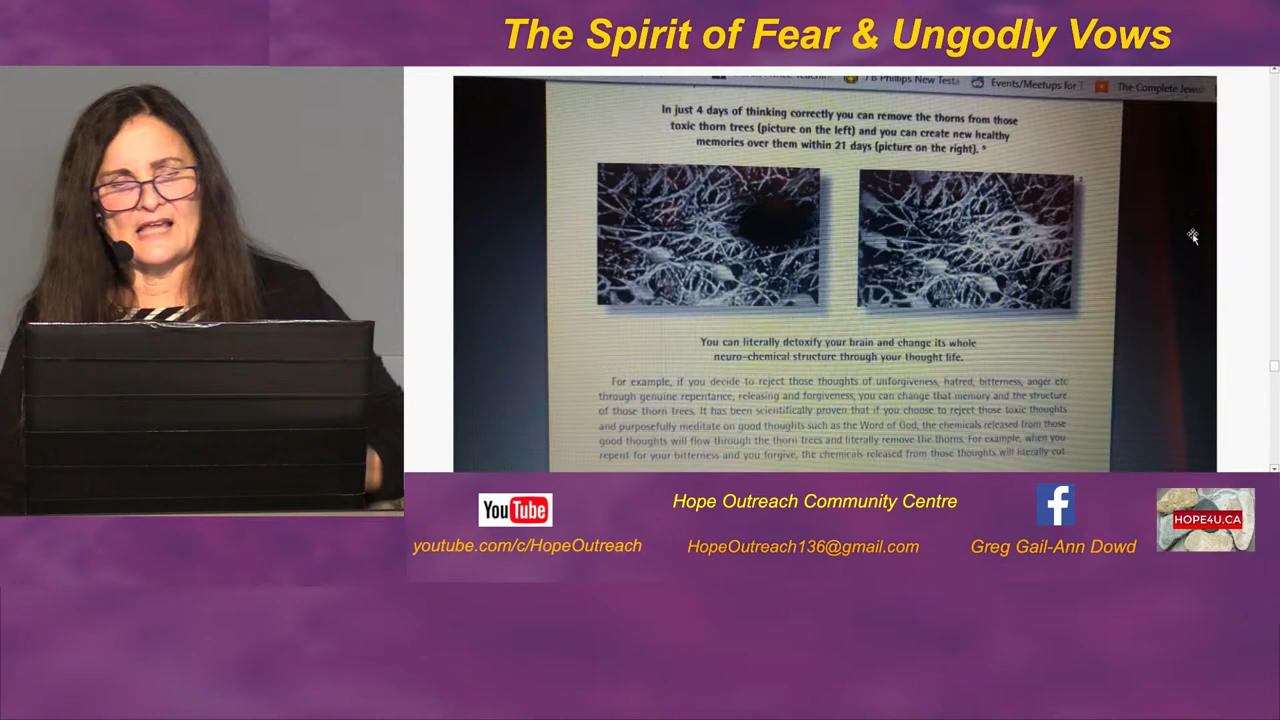 The Spirit of Fear & Ungodly Vows
J B Phillips New Testa
Events/Meetups for
The Complete Jewis
In just 4 days of thinking correctly you can remove the thorns from those
toxic thorn trees (picture on the left) and you can create new healthy
memories over them within 21 days (picture on the right).
You can literally detoxify your brain and change its whole
neuro-chemical structure through your thought life.
For example, if you decide to reject those thoughts of unforgiveness, hatred, bitterness, anger etc
through genuine repentance, releasing and forgiveness, you can change that memory and the structure
of those thorn trees. It has been scientifically proven that if you choose to reject those toxic thoughts
and purposefully meditate on good thoughts such as the Word of God, the chemicals released from those
good thoughts will flow through the thorn trees and literally remove the thorns. For example, when you
repent for your bitterness and you forgive, the chemicals released from those thoughts will literally cut
YouTube
Hope Outreach Community Centre
HOPE4U.CA
youtube.com/c/HopeOutreach
HopeOutreach136@gmail.com
Greg Gail-Ann Dowd